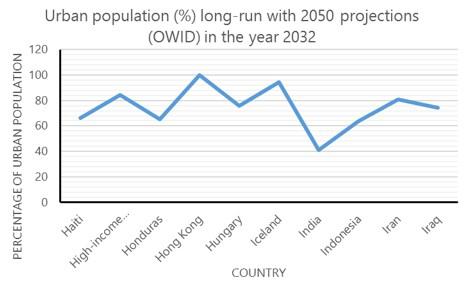 Urban population (%) long-run with 2050 projections
(OWID) in the year 2032
PERCENTAGE OF URBAN POPULATION
120
100
80
60
40
20
0
Haiti
High-income...
Honduras
Hong Kong
Hungary
Iceland
India
Indonesia
Iran
Iraq
COUNTRY